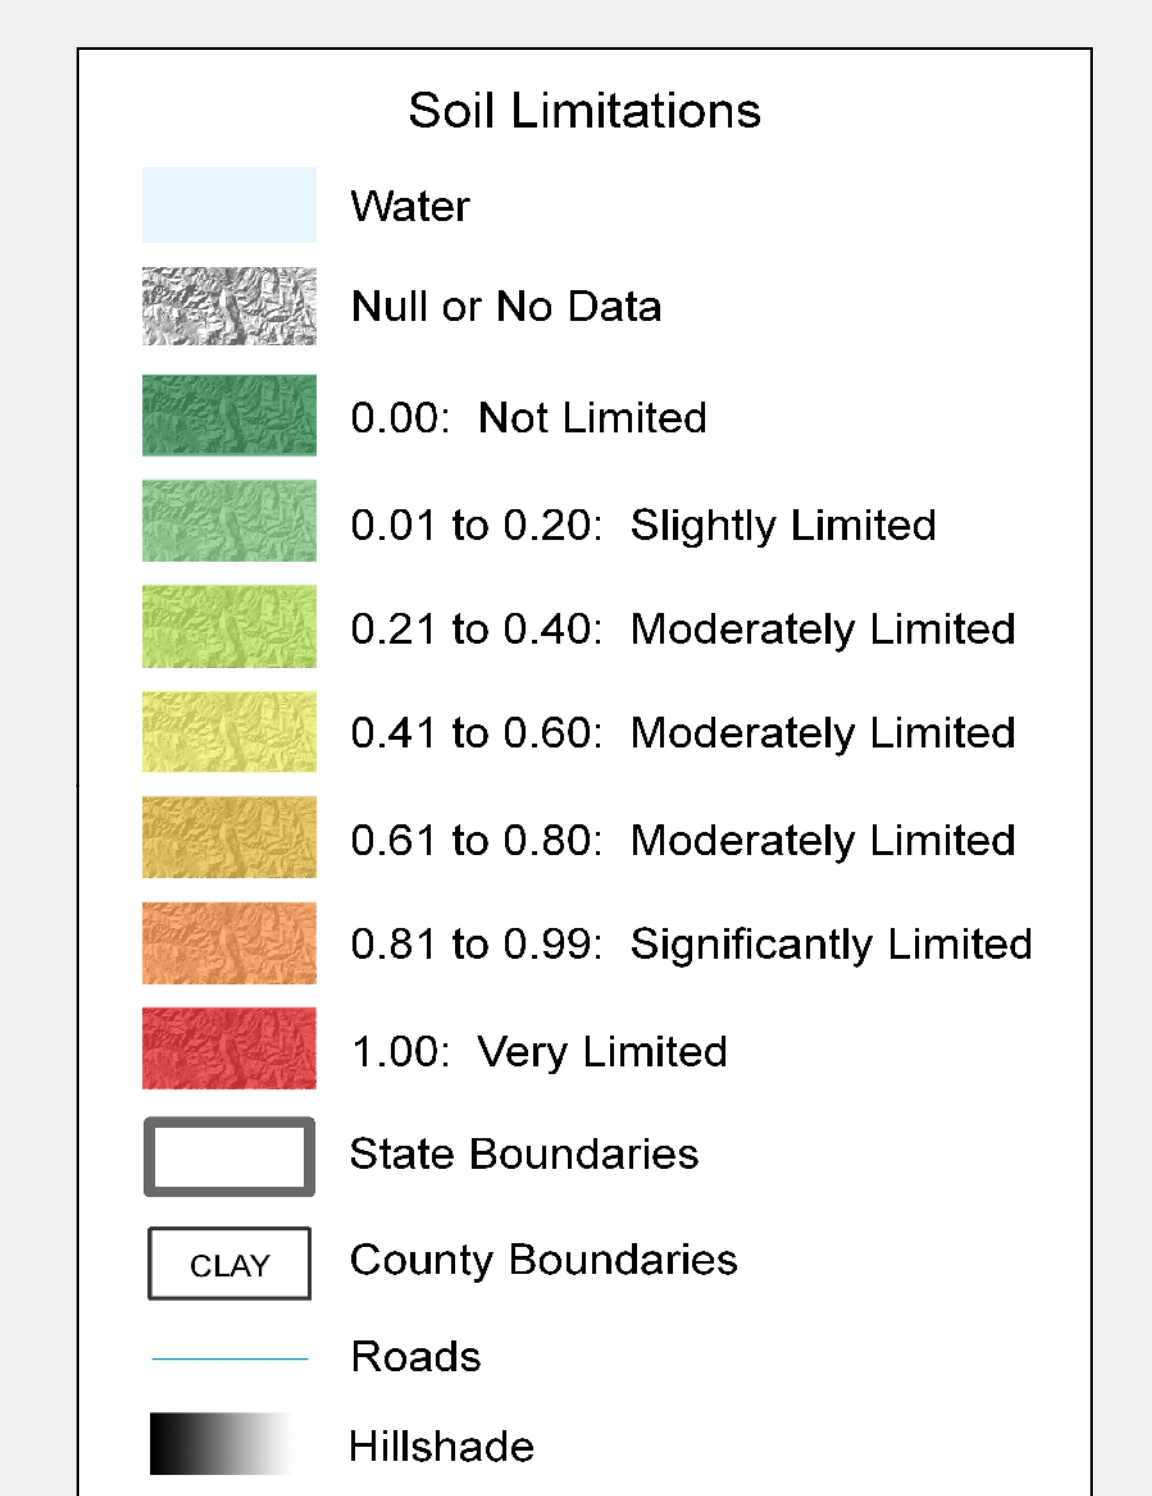 Soil Limitations
Water
Null or No Data
0.00:  Not Limited
0.01 to 0.20:  Slightly Limited
0.21 to 0.40:  Moderately Limited
0.41 to 0.60:  Moderately Limited
0.61 to 0.80:  Moderately Limited
0.81 to 0.99:  Significantly Limited
1.00:  Very Limited
State Boundaries
CLAY County Boundaries
Roads
Hillshade